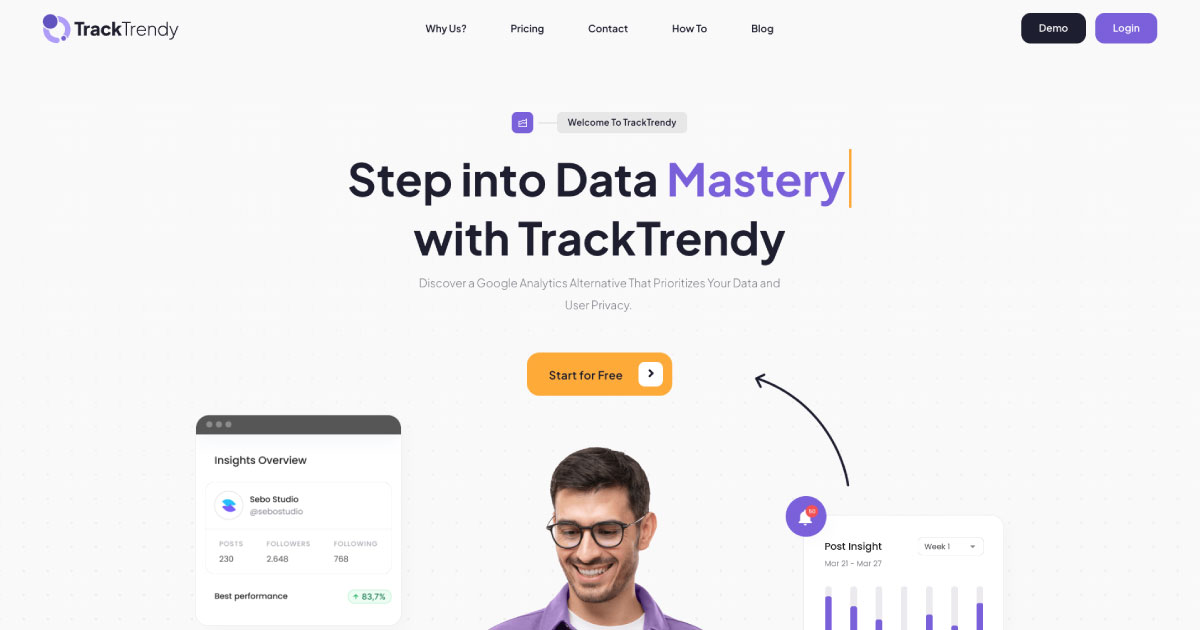 TrackTrendy
Why Us?
Pricing
Contact
How To
Blog
Demo
Login
Welcome To TrackTrendy
Step into Data Mastery
with TrackTrendy
Discover a Google Analytics Alternative That Prioritizes Your Data and
User Privacy.
Start for Free
Insights Overview
Sebo Studio
@sebostudio
POSTS FOLLOWERS FOLLOWING
230 2.648 768
Best performance 83,7%
50
Post Insight
Week 1
Mar 21 - Mar 27